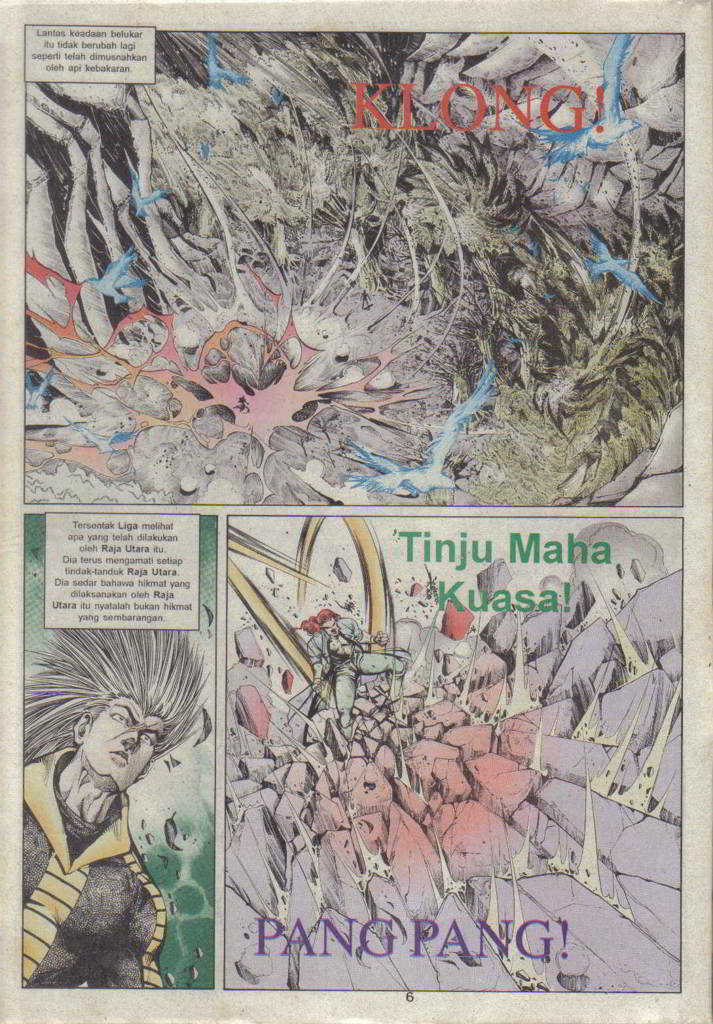 Lantas keadaan belukar
itu tidak berubah lagi
seperti telah dimusnahkan
oleh api kebakaran.
KLONG!
Tersentak Liga melihat
apa yang telah dilakukan
oleh Raja Utara itu.
Dia terus mengamati setiap
tindak-tanduk Raja Utara.
Dia sedar bahawa hikmat yang
dilaksanakan oleh Raja
Utara itu nyatalah bukan hikmat
yang sembarangan.
'Tinju Maha
Kuasa!
PANG PANG!
6